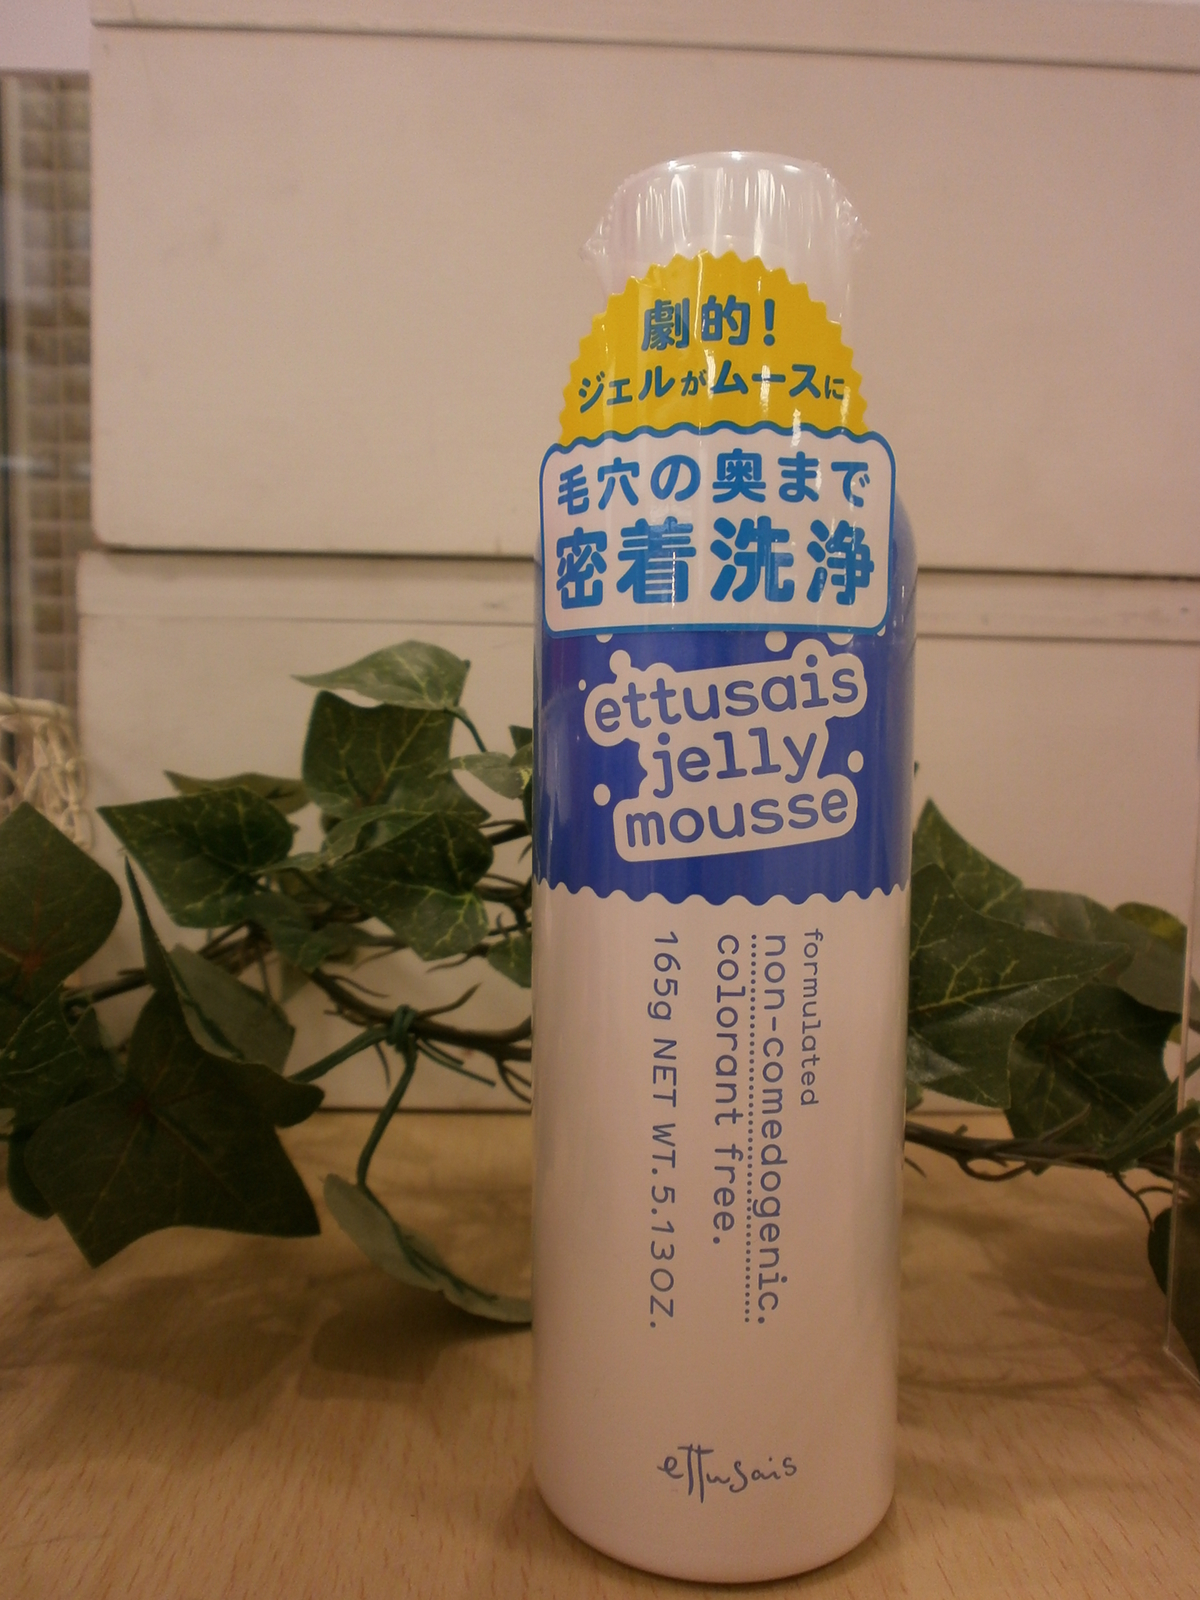 劇的!
ジェルがムースに
毛穴の奥まで
密着洗浄
ettusais
jelly
mousse
formulated
non-comedogenic.
colorant free.
165g NET WT.5.13OZ.
ettusais